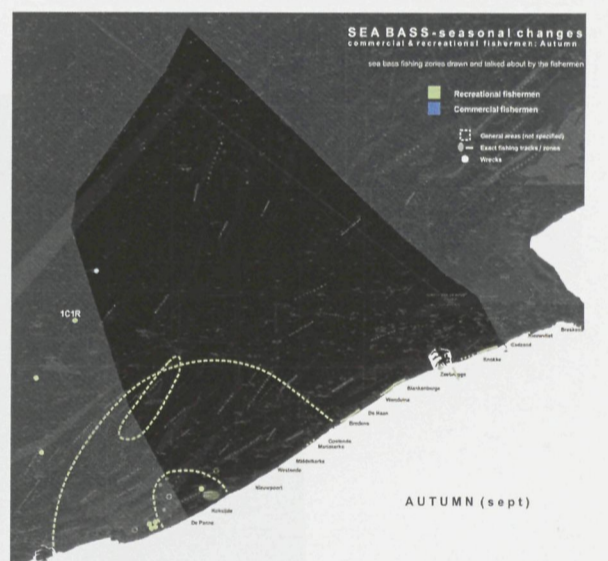 SEA BASS-seasonal changes
commercial & recreational fishermen; Autumn
sea bass fishing zones drawn and talked about by the fishermen
Recreational fishermen
Commercial fishermen
General areas (not specified)
Exact fishing tracks / zones
Wrecks
1C1R
Cadzand
Knokke
Zeebrugge
Blankenberge
Wenduine
De Haan
Bredene
Oostende
Mariakerke
Middelkerke
Westende
Nieuwpoort
Koksijde
De Panne
AUTUMN (sept)